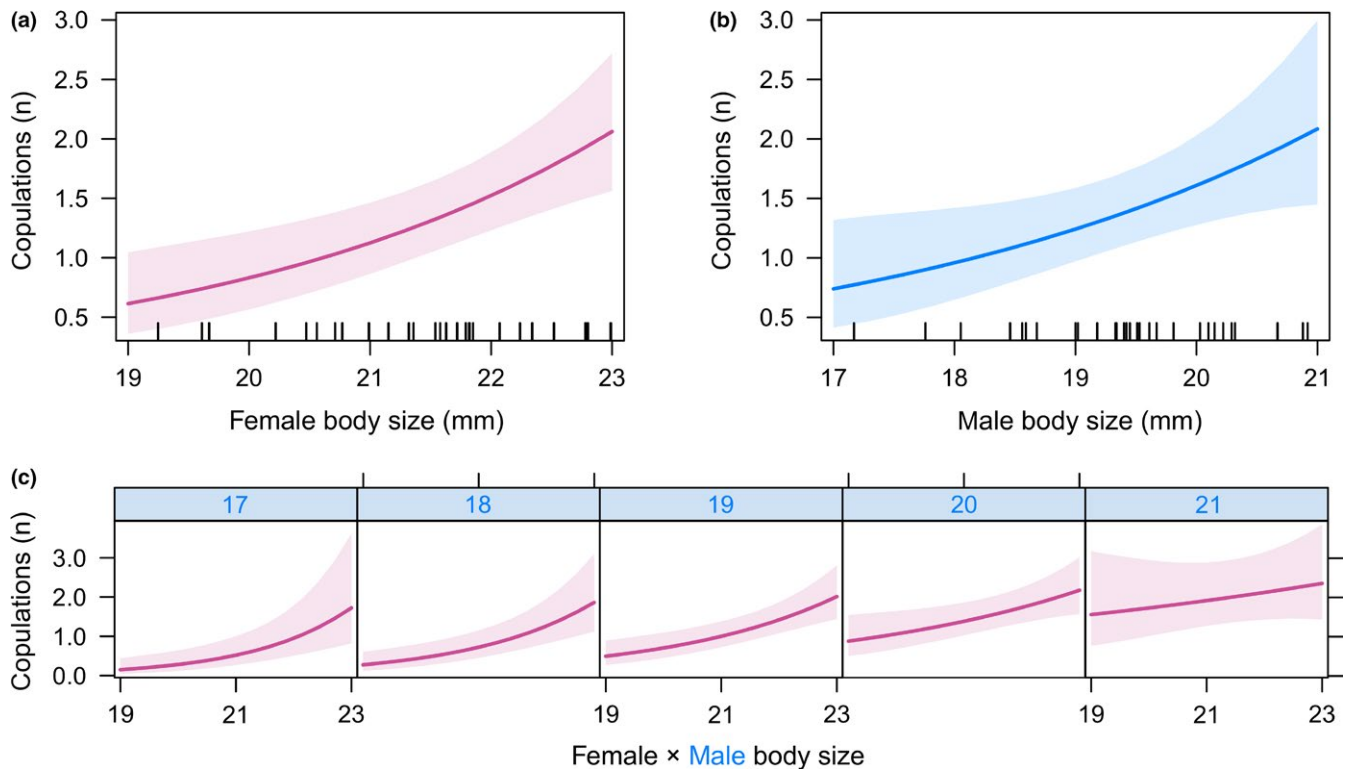 (a)
(b)
Copulations (n)
3.0
2.5
2.0
1.5
1.0
0.5
19 20 21 22 23
Female body size (mm)
Copulations (n)
3.0
2.5
2.0
1.5
1.0
0.5
17 18 19 20 21
Male body size (mm)
(c)
17 18 19 20 21
Copulations (n)
3.0
2.0
1.0
0.0
19 21 23 19 21 23 19 21 23
Female × Male body size